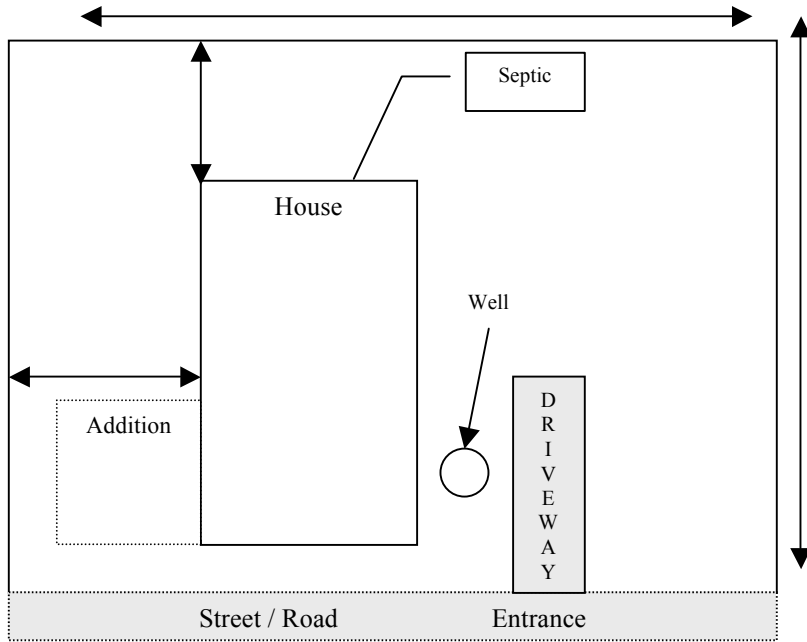 Septic
House
Well
Addition
D
R
I
V
E
W
A
Y
Street / Road Entrance